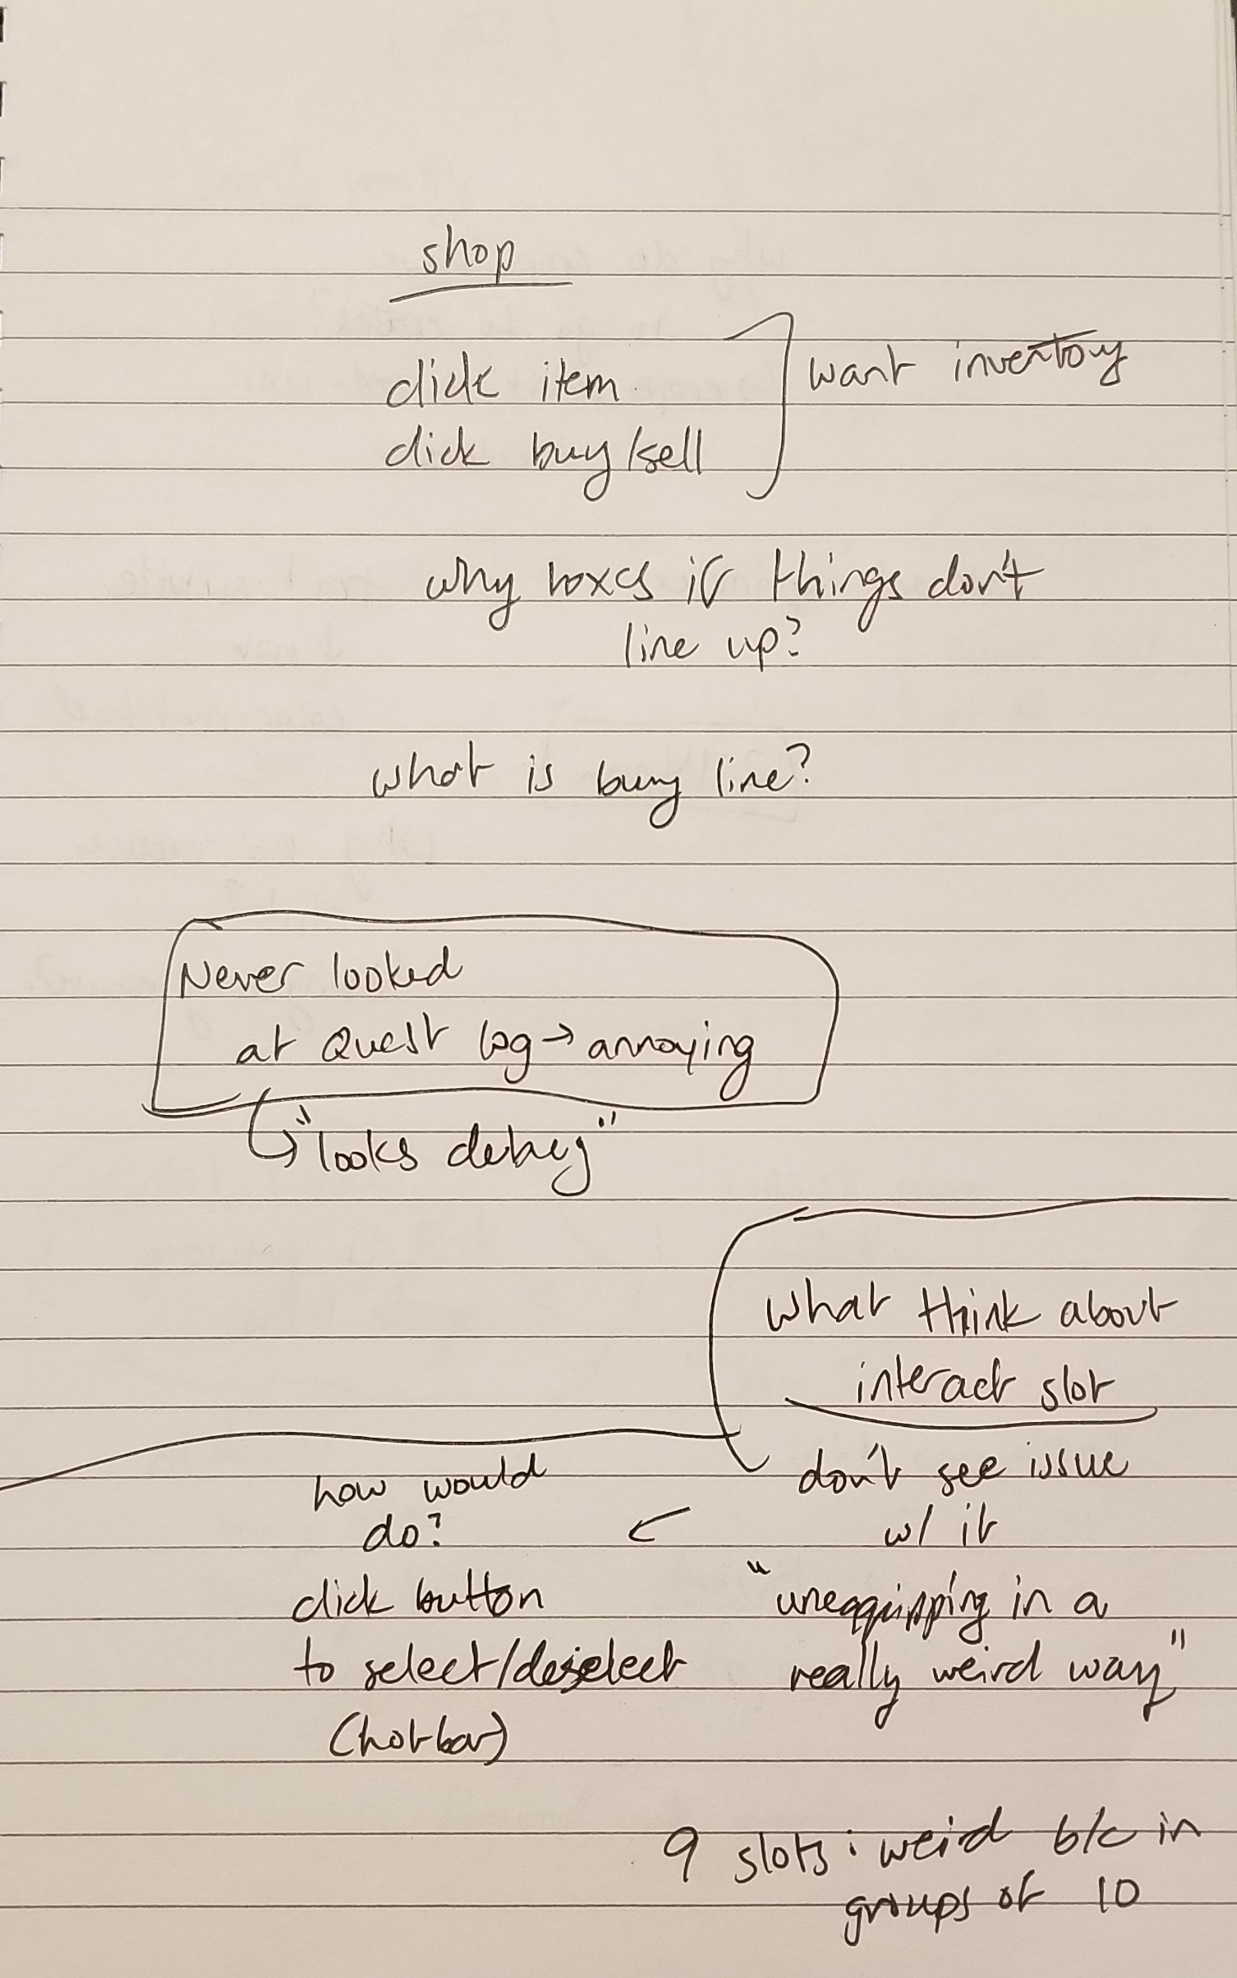 shop
click item
click buy/sell
want inventory
why boxes if things don't
line up?
what is buy line?
Never looked
at Quest log → annoying
"looks debug"
what think about
interact slot
don't see issue
w/ it
"unequipping in a
really weird way"
how would
do?
click button
to select/deselect
(hotbar)
9 slots: weird b/c in
groups of 10